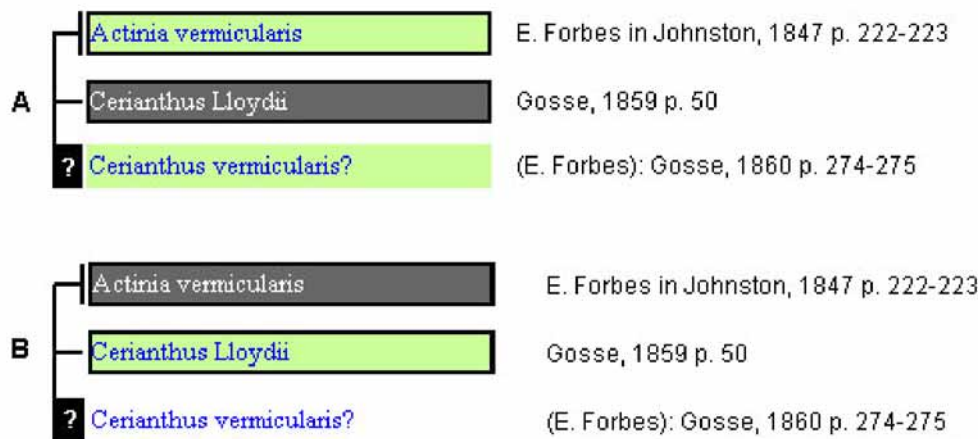 Actinia vermicularis E. Forbes in Johnston, 1847 p. 222-223
A Cerianthus Lloydii Gosse, 1859 p. 50
? Cerianthus vermicularis? (E. Forbes): Gosse, 1860 p. 274-275
Actinia vermicularis E. Forbes in Johnston, 1847 p. 222-223
B Cerianthus Lloydii Gosse, 1859 p. 50
? Cerianthus vermicularis? (E. Forbes): Gosse, 1860 p. 274-275